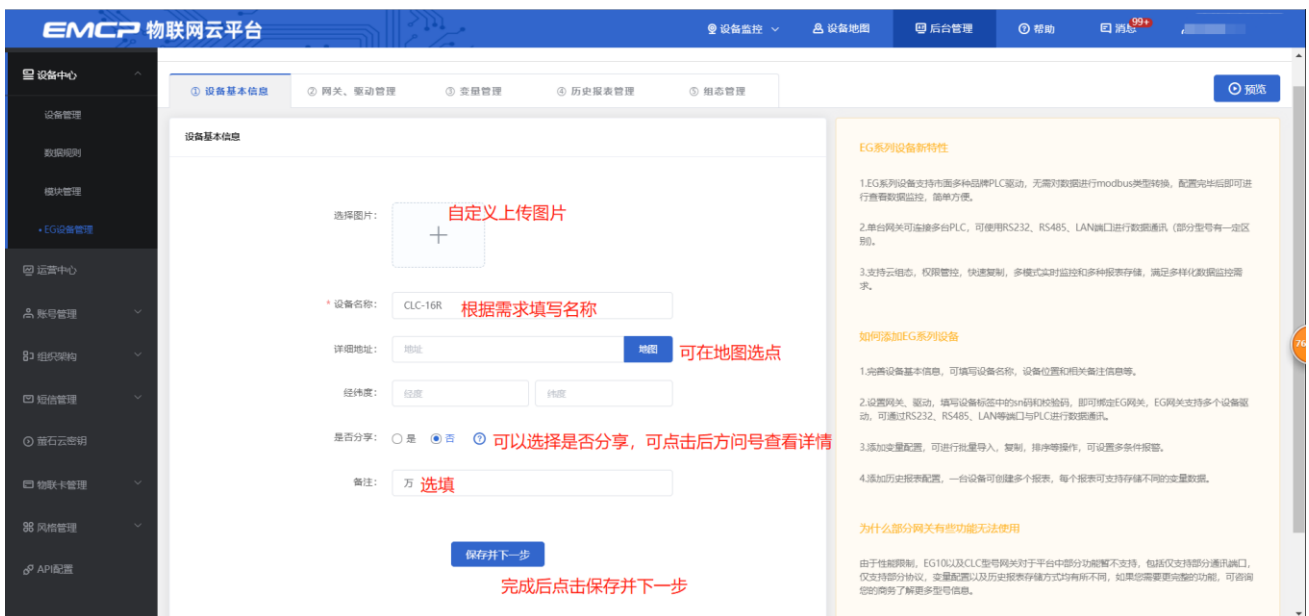 EMCP 物联网云平台
设备监控
设备地图
后台管理
帮助
消息
99+
设备中心
设备管理
数据规则
模块管理
• EG设备管理
运营中心
账号管理
组织架构
短信管理
萤石云密钥
物联卡管理
风格管理
API配置
① 设备基本信息
② 网关、驱动管理
③ 变量管理
④ 历史报表管理
⑤ 组态管理
预览
设备基本信息
选择图片：
自定义上传图片
* 设备名称：
CLC-16R
根据需求填写名称
详细地址：
地址
地图
可在地图选点
经纬度：
经度
纬度
是否分享：
是
否
可以选择是否分享，可点击后方问号查看详情
备注：
万
选填
保存并下一步
完成后点击保存并下一步
EG系列设备新特性
1.EG系列设备支持市面多种品牌PLC驱动，无需对数据进行modbus类型转换，配置完毕后即可进
行查看数据监控，简单方便。
2.单台网关可连接多台PLC，可使用RS232、RS485、LAN端口进行数据通讯（部分型号有一定区
别)。
3.支持云组态，权限管控，快速复制，多模式实时监控和多种报表存储，满足多样化数据监控需
求。
如何添加EG系列设备
1.完善设备基本信息，可填写设备名称，设备位置和相关备注信息等。
2.设置网关、驱动，填写设备标签中的sn码和校验码，即可绑定EG网关，EG网关支持多个设备驱
动，可通过RS232、RS485、LAN等端口与PLC进行数据通讯。
3.添加变量配置，可进行批量导入，复制，排序等操作，可设置多条件报警。
4.添加历史报表配置，一台设备可创建多个报表，每个报表可支持存储不同的变量数据。
为什么部分网关有些功能无法使用
由于性能限制，EG10以及CLC型号网关对于平台中部分功能暂不支持，包括仅支持部分通讯端口，
仅支持部分协议，变量配置以及历史报表存储方式均有所不同，如果您需要更完整的功能，可咨询
您的商务了解更多型号信息。
76